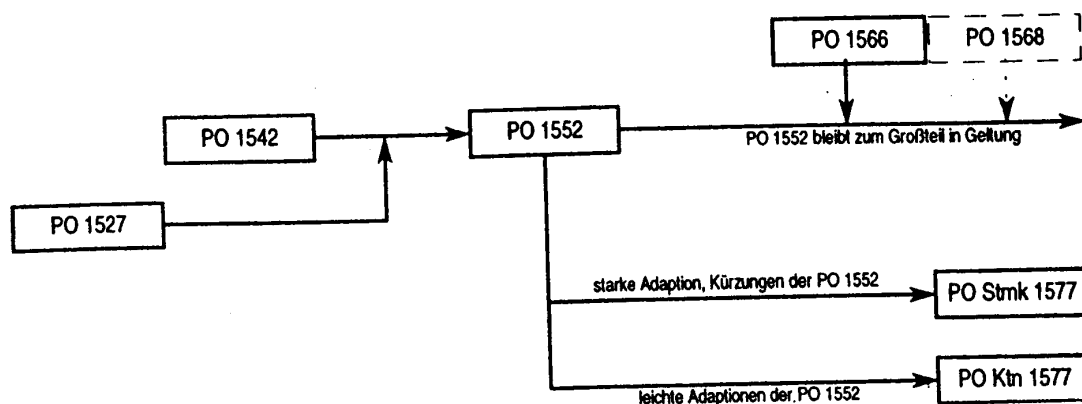 PO 1566
PO 1568
PO 1542
PO 1552
PO 1552 bleibt zum Großteil in Geltung
PO 1527
starke Adaption, Kürzungen der PO 1552
PO Stmk 1577
PO Ktn 1577
leichte Adaptionen der PO 1552